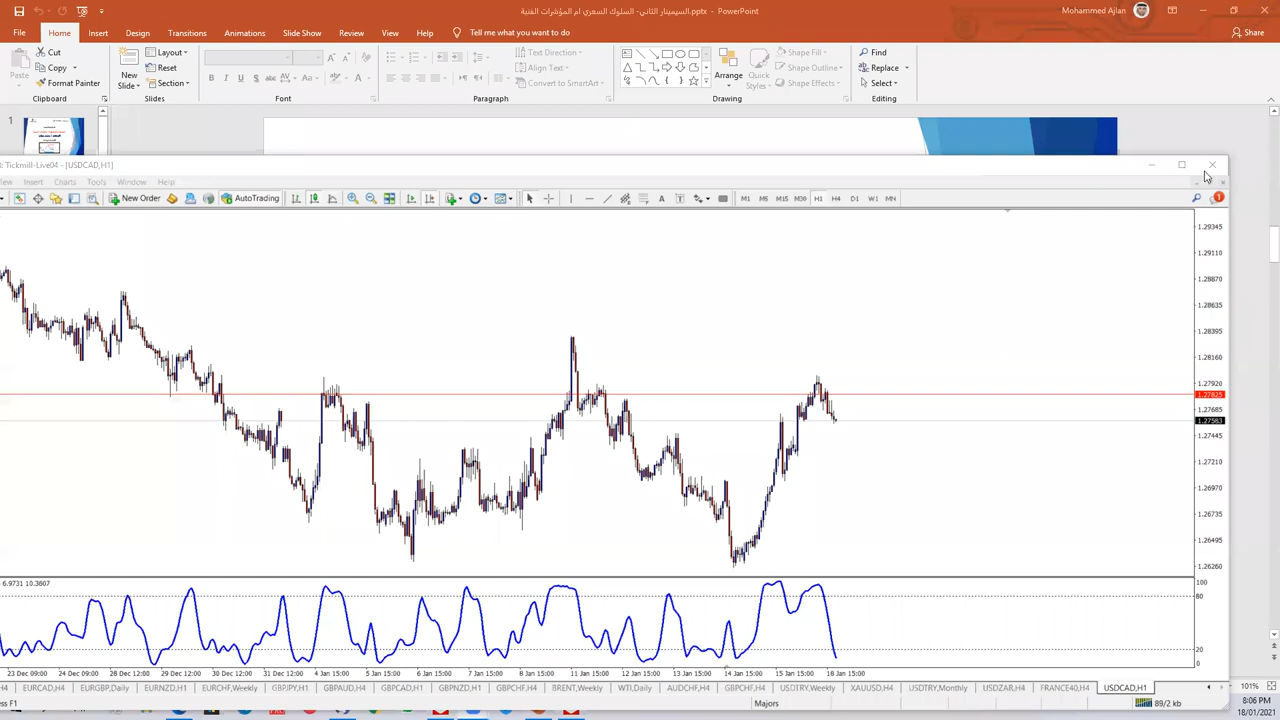 السيمينار الثاني- السلوك السعري ام المؤشرات الفنية.pptx - PowerPoint
Mohammed Ajlan
File Home Insert Design Transitions Animations Slide Show Review View Help Tell me what you want to do Share
Paste Cut Copy Format Painter
Clipboard
New Slide Layout Reset Section
Slides
Font
Text Direction Align Text Convert to SmartArt
Paragraph
Arrange Quick Styles Shape Fill Shape Outline Shape Effects
Drawing
Find Replace Select
Editing
1
: Tickmill-Live04 - [USDCAD,H1]
iew Insert Charts Tools Window Help
New Order AutoTrading M1 M5 M15 M30 H1 H4 D1 W1 MN 1
1.29345
1.29110
1.28870
1.28635
1.28395
1.28160
1.27920
1.27825
1.27685
1.27583
1.27445
1.27210
1.26970
1.26735
1.26495
1.26260
6.9731 10.3607
100
80
20
0
23 Dec 09:00 24 Dec 09:00 28 Dec 12:00 29 Dec 12:00 30 Dec 12:00 31 Dec 12:00 4 Jan 15:00 5 Jan 15:00 6 Jan 15:00 7 Jan 15:00 8 Jan 15:00 11 Jan 15:00 12 Jan 15:00 13 Jan 15:00 14 Jan 15:00 15 Jan 15:00 18 Jan 15:00
H4 EURCAD,H4 EURGBP,Daily EURNZD,H1 EURCHF,Weekly GBPJPY,H1 GBPAUD,H4 GBPCAD,H1 GBPNZD,H1 GBPCHF,H4 BRENT,Weekly WTI,Daily AUDCHF,H4 GBPCHF,H4 USDTRY,Weekly XAUUSD,H4 USDTRY,Monthly USDZAR,H4 FRANCE40,H4 USDCAD,H1
101%
ess F1 Majors 89/2 kb
8:06 PM
18/01/2021